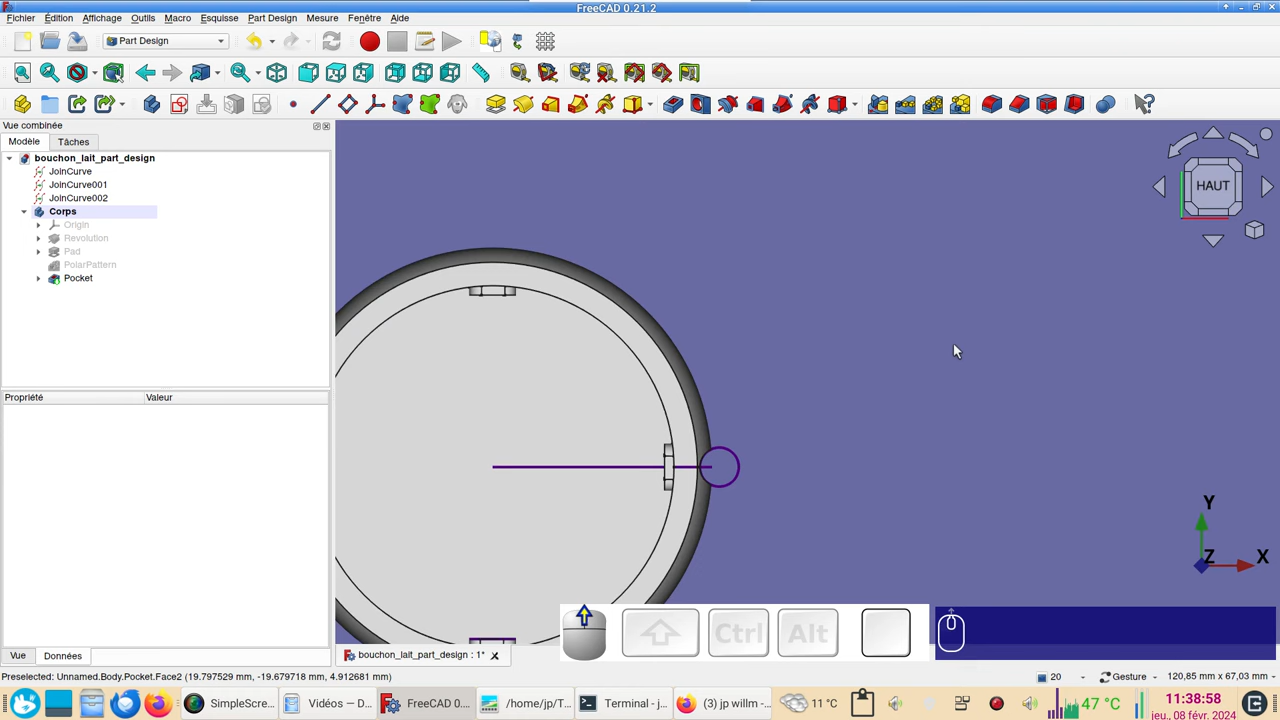 FreeCAD 0.21.2
Fichier Édition Affichage Outils Macro Esquisse Part Design Mesure Fenêtre Aide
Part Design
Vue combinée
Modèle Tâches
bouchon_lait_part_design
JoinCurve
JoinCurve001
JoinCurve002
Corps
Origin
Revolution
Pad
PolarPattern
Pocket
HAUT
Propriété Valeur
Y
Z X
Ctrl Alt
Vue Données
bouchon_lait_part_design : 1*
Preselected: Unnamed.Body.Pocket.Face2 (19.797529 mm, -19.679718 mm, 4.912681 mm)
20 Gesture 120,85 mm x 67,03 mm
SimpleScre...
Vidéos — D...
FreeCAD 0...
/home/jp/T...
Terminal - j...
(3) jp willm -...
11 °C
47 °C
11:38:58
jeu., 08 févr. 2024